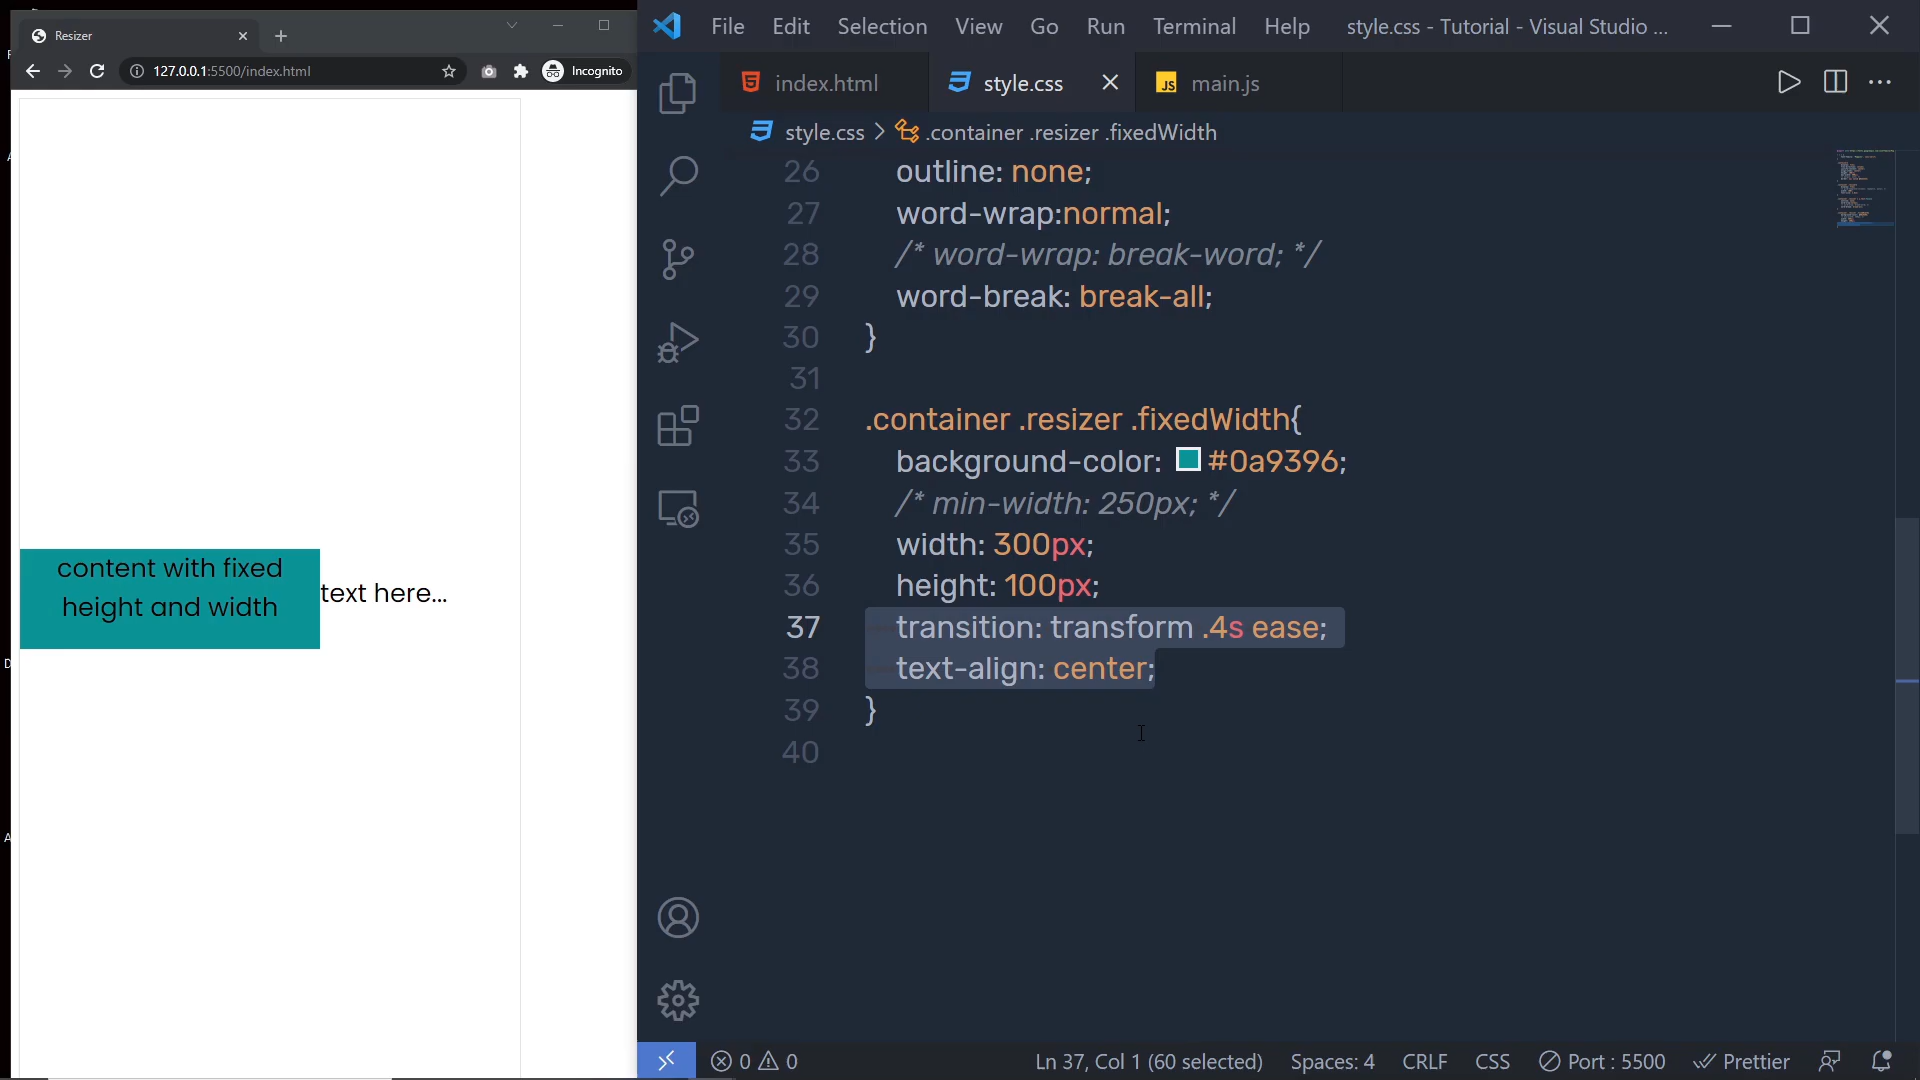 Resizer
127.0.0.1:5500/index.html
Incognito
content with fixed
height and width
text here...
File Edit Selection View Go Run Terminal Help
style.css - Tutorial - Visual Studio ...
index.html
style.css
JS main.js
style.css > .container .resizer .fixedWidth
26 outline: none;
27 word-wrap:normal;
28 /* word-wrap: break-word; */
29 word-break: break-all;
30 }
31
32 .container .resizer .fixedWidth{
33 background-color: #0a9396;
34 /* min-width: 250px; */
35 width: 300px;
36 height: 100px;
37 transition: transform .4s ease;
38 text-align: center;
39 }
40
0 0 Ln 37, Col 1 (60 selected) Spaces: 4 CRLF CSS Port : 5500 Prettier